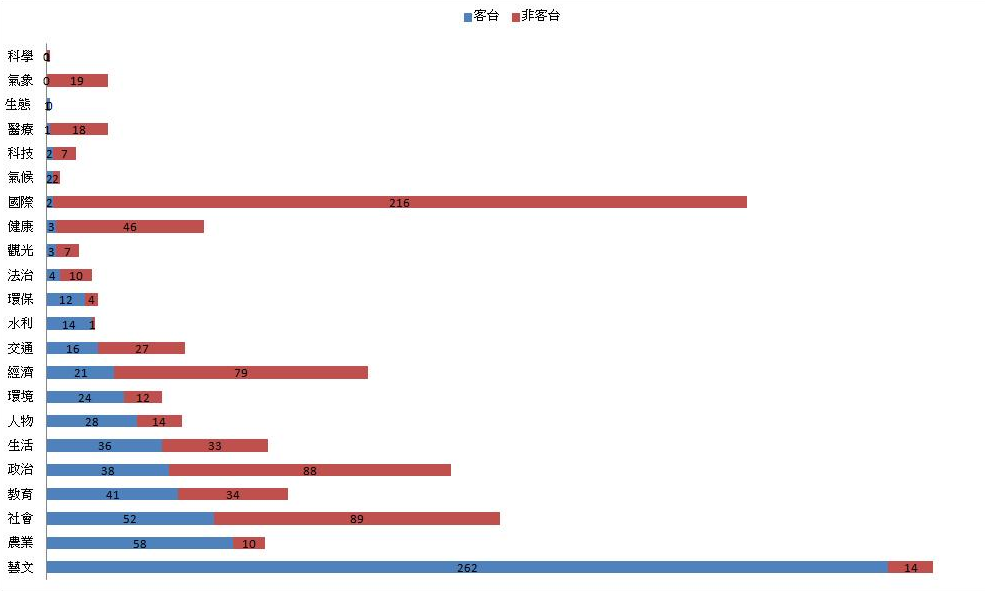 客台 非客台
科學 0 1
氣象 0 19
生態 1 0
醫療 1 18
科技 2 7
氣候 2 2
國際 2 216
健康 3 46
觀光 3 7
法治 4 10
環保 12 4
水利 14 1
交通 16 27
經濟 21 79
環境 24 12
人物 28 14
生活 36 33
政治 38 88
教育 41 34
社會 52 89
農業 58 10
藝文 262 14